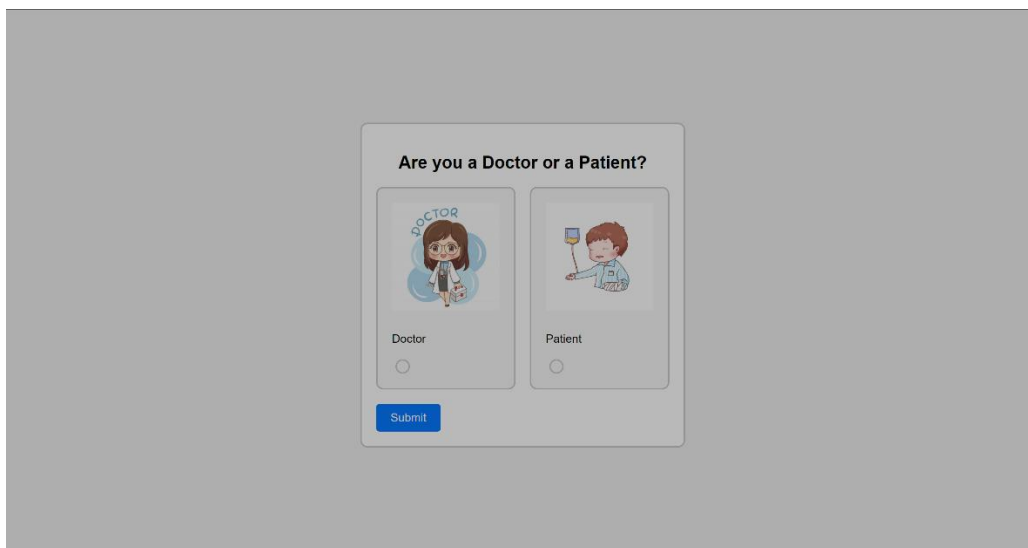 Are you a Doctor or a Patient?
DOCTOR
Doctor
Patient
Submit